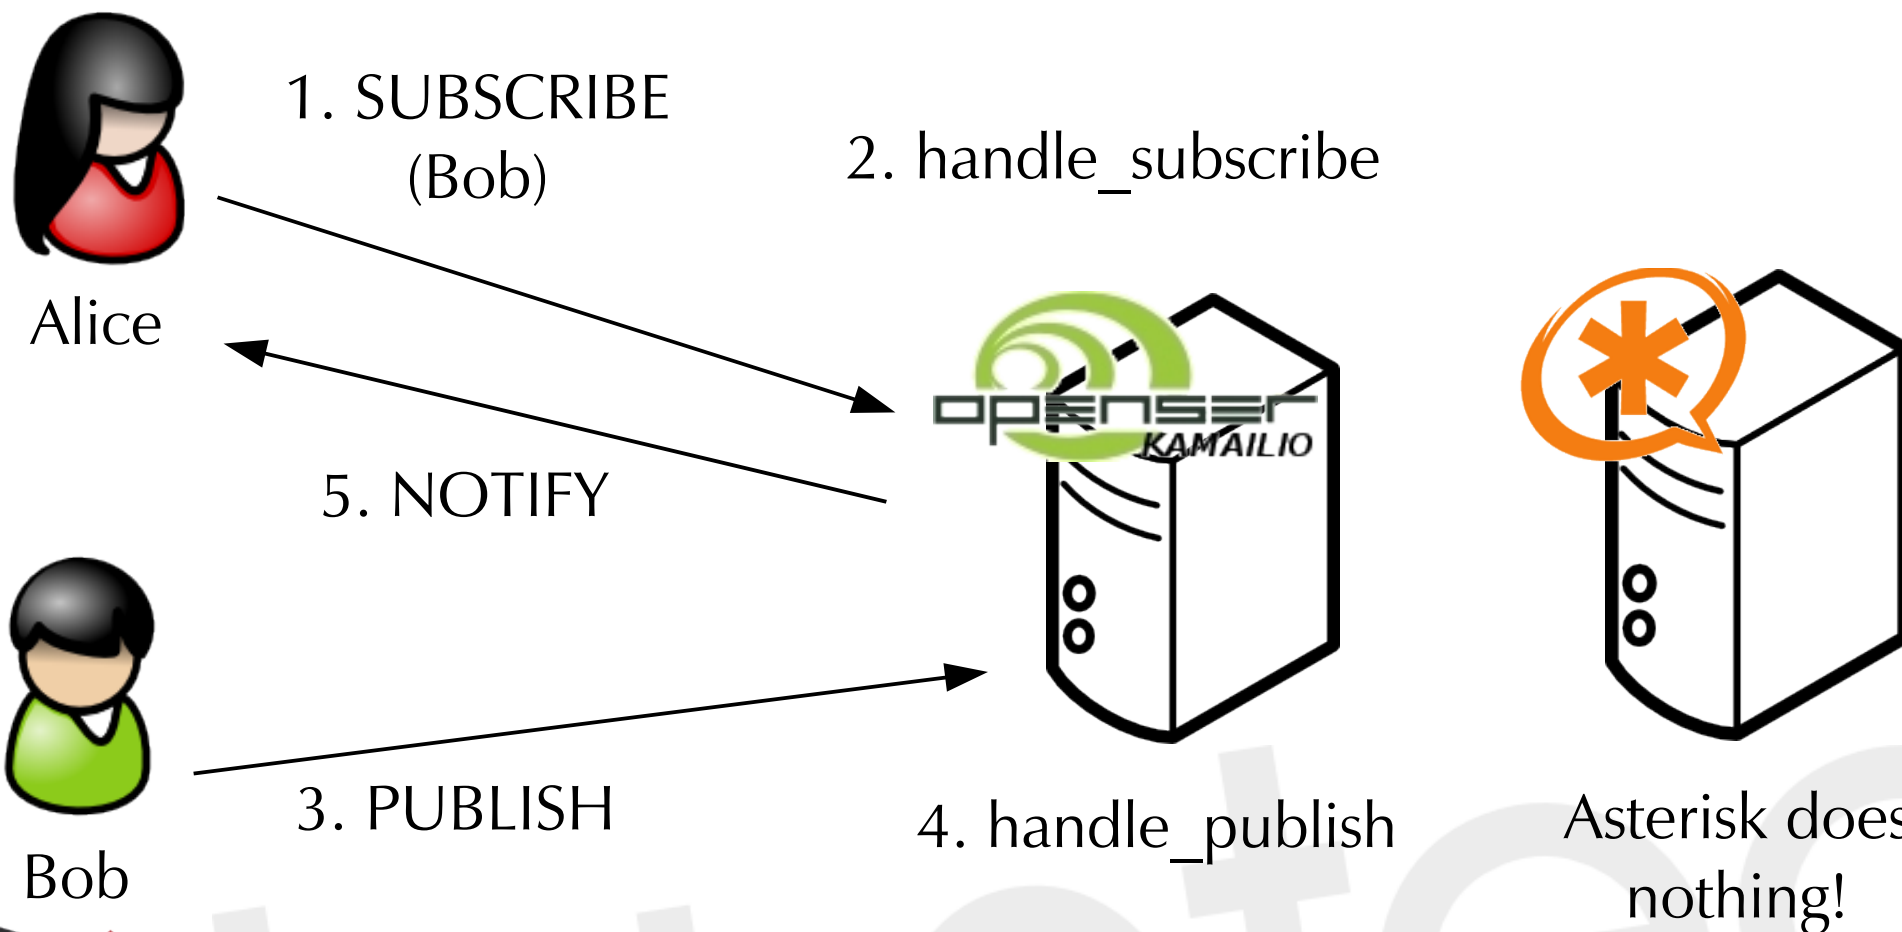 1. SUBSCRIBE
(Bob)
2. handle_subscribe
Alice
openser
KAMAILIO
5. NOTIFY
3. PUBLISH
4. handle_publish
Bob
Asterisk does
nothing!